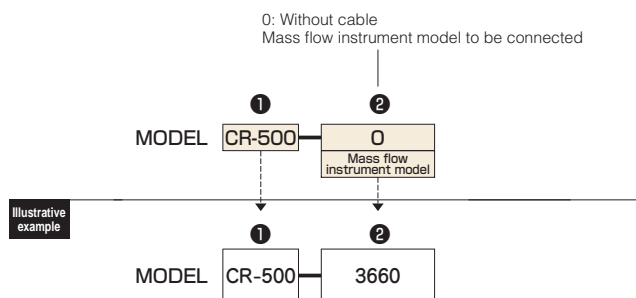 0: Without cable
Mass flow instrument model to be connected
❶ ❷
MODEL CR-500 0
Mass flow
instrument model
Illustrative
example
❶ ❷
MODEL CR-500 3660